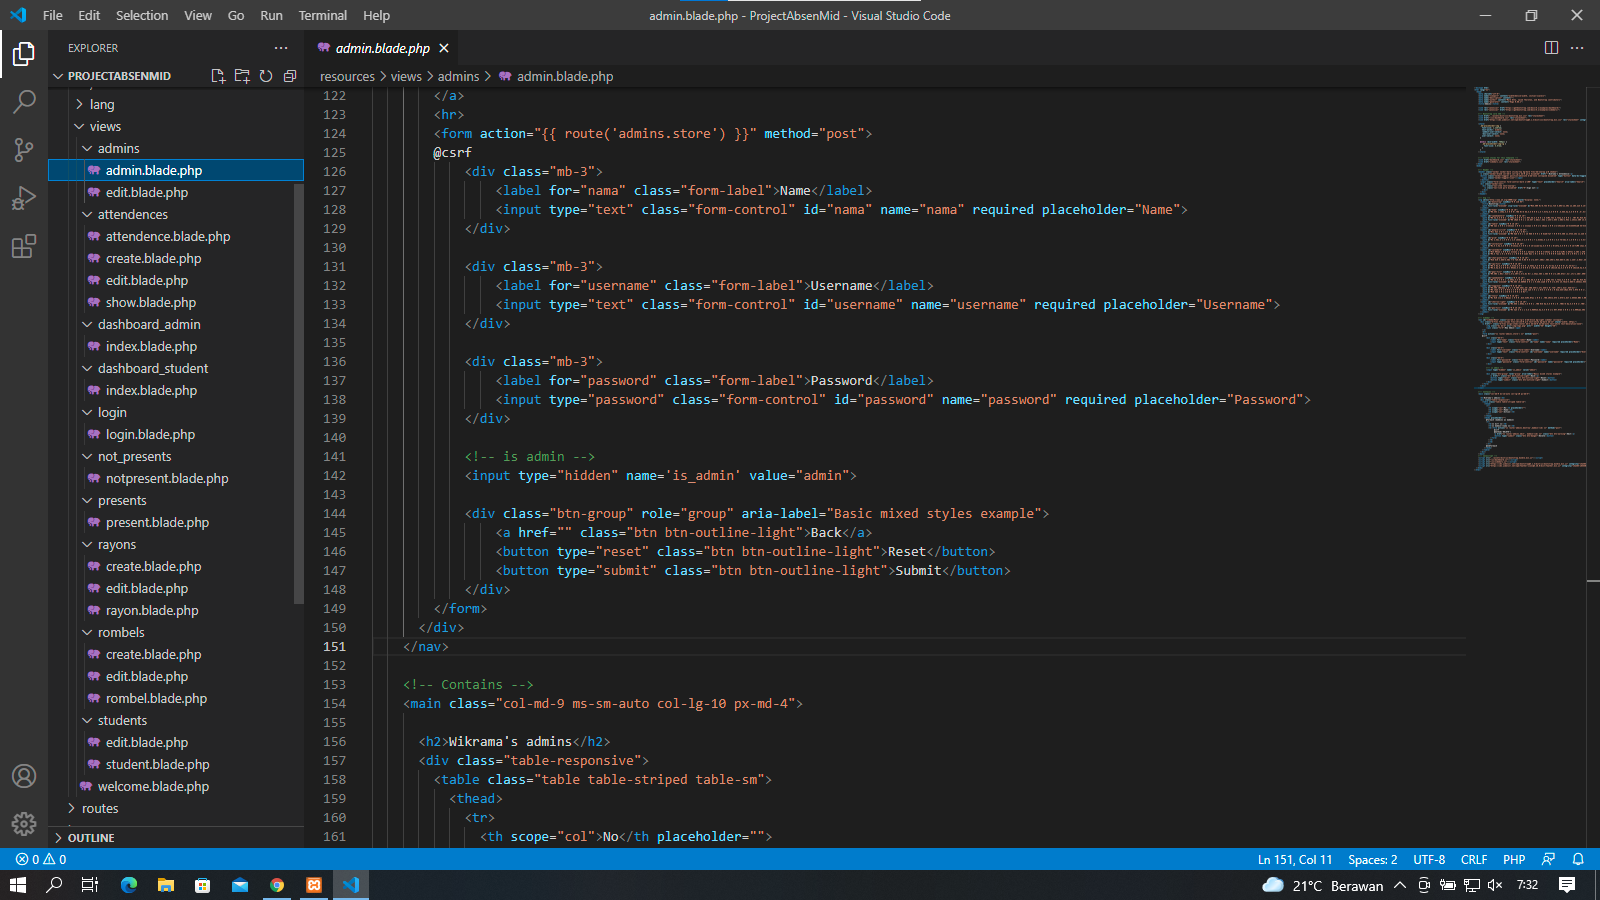 File Edit Selection View Go Run Terminal Help
admin.blade.php - ProjectAbsenMid - Visual Studio Code
EXPLORER
PROJECTABSENMID
lang
views
admins
admin.blade.php
edit.blade.php
attendences
attendence.blade.php
create.blade.php
edit.blade.php
show.blade.php
dashboard_admin
index.blade.php
dashboard_student
index.blade.php
login
login.blade.php
not_presents
notpresent.blade.php
presents
present.blade.php
rayons
create.blade.php
edit.blade.php
rayon.blade.php
rombels
create.blade.php
edit.blade.php
rombel.blade.php
students
edit.blade.php
student.blade.php
welcome.blade.php
routes
OUTLINE
admin.blade.php
resources > views > admins > admin.blade.php
122 </a>
123 <hr>
124 <form action="{{ route('admins.store') }}" method="post">
125 @csrf
126 <div class="mb-3">
127 <label for="nama" class="form-label">Name</label>
128 <input type="text" class="form-control" id="nama" name="nama" required placeholder="Name">
129 </div>
130
131 <div class="mb-3">
132 <label for="username" class="form-label">Username</label>
133 <input type="text" class="form-control" id="username" name="username" required placeholder="Username">
134 </div>
135
136 <div class="mb-3">
137 <label for="password" class="form-label">Password</label>
138 <input type="password" class="form-control" id="password" name="password" required placeholder="Password">
139 </div>
140
141 <!-- is admin -->
142 <input type="hidden" name='is_admin' value="admin">
143
144 <div class="btn-group" role="group" aria-label="Basic mixed styles example">
145 <a href="" class="btn btn-outline-light">Back</a>
146 <button type="reset" class="btn btn-outline-light">Reset</button>
147 <button type="submit" class="btn btn-outline-light">Submit</button>
148 </div>
149 </form>
150 </div>
151 </nav>
152
153 <!-- Contains -->
154 <main class="col-md-9 ms-sm-auto col-lg-10 px-md-4">
155
156 <h2>Wikrama's admins</h2>
157 <div class="table-responsive">
158 <table class="table table-striped table-sm">
159 <thead>
160 <tr>
161 <th scope="col">No</th placeholder="">
0 0
Ln 151, Col 11 Spaces: 2 UTF-8 CRLF PHP
21°C Berawan 7:32